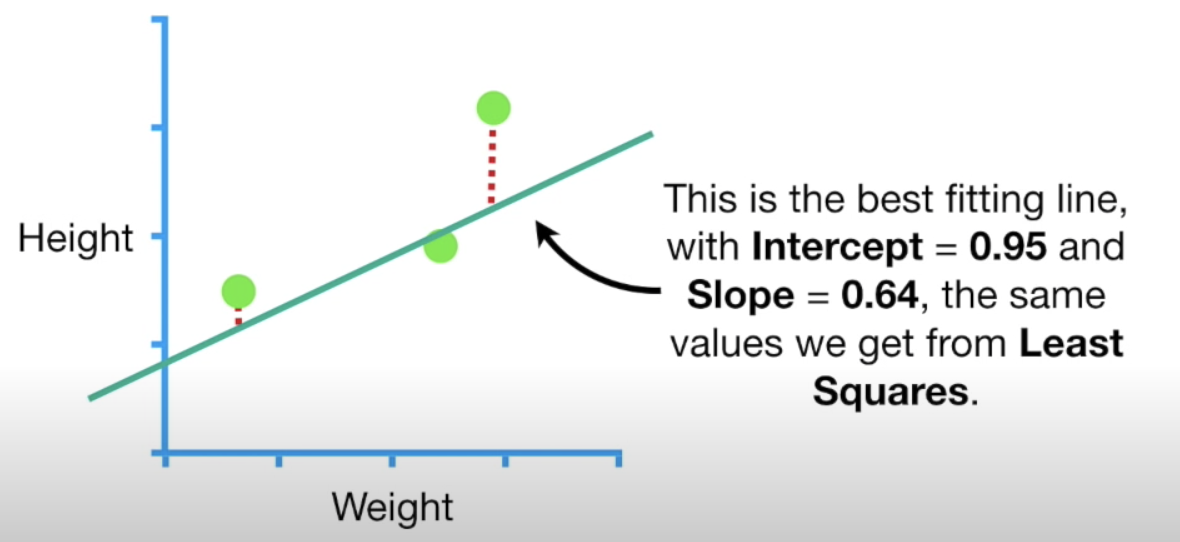 Height
This is the best fitting line,
with Intercept = 0.95 and
Slope = 0.64, the same
values we get from Least
Squares.
Weight